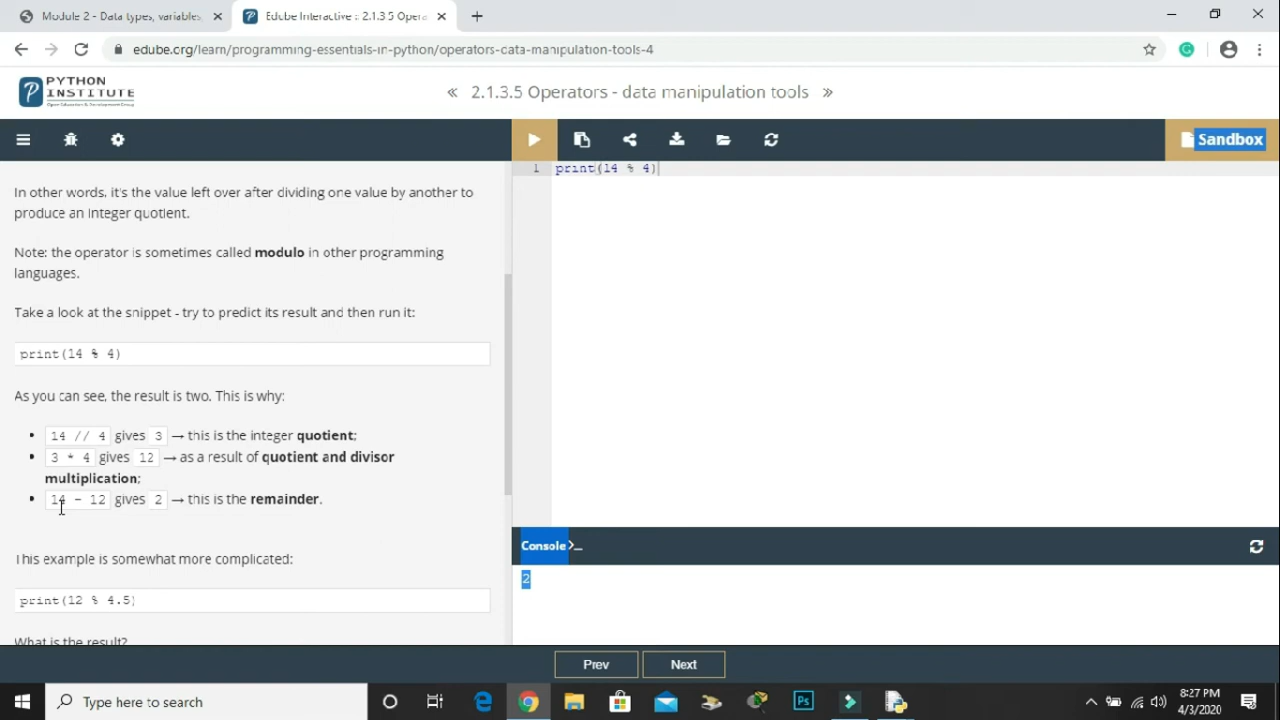 Module 2 - Data types, variables,
Edube Interactive :: 2.1.3.5 Opera
edube.org/learn/programming-essentials-in-python/operators-data-manipulation-tools-4
PYTHON
INSTITUTE
Open Education & Development Group
« 2.1.3.5 Operators - data manipulation tools »
Sandbox
In other words, it's the value left over after dividing one value by another to
produce an integer quotient.
Note: the operator is sometimes called modulo in other programming
languages.
Take a look at the snippet - try to predict its result and then run it:
print(14 % 4)
As you can see, the result is two. This is why:
• 14 // 4 gives 3 → this is the integer quotient;
• 3 * 4 gives 12 → as a result of quotient and divisor
multiplication;
• 14 - 12 gives 2 → this is the remainder.
This example is somewhat more complicated:
print(12 % 4.5)
What is the result?
1 print(14 % 4)
Console >_
2
Prev
Next
Type here to search
Ps
8:27 PM
4/3/2020